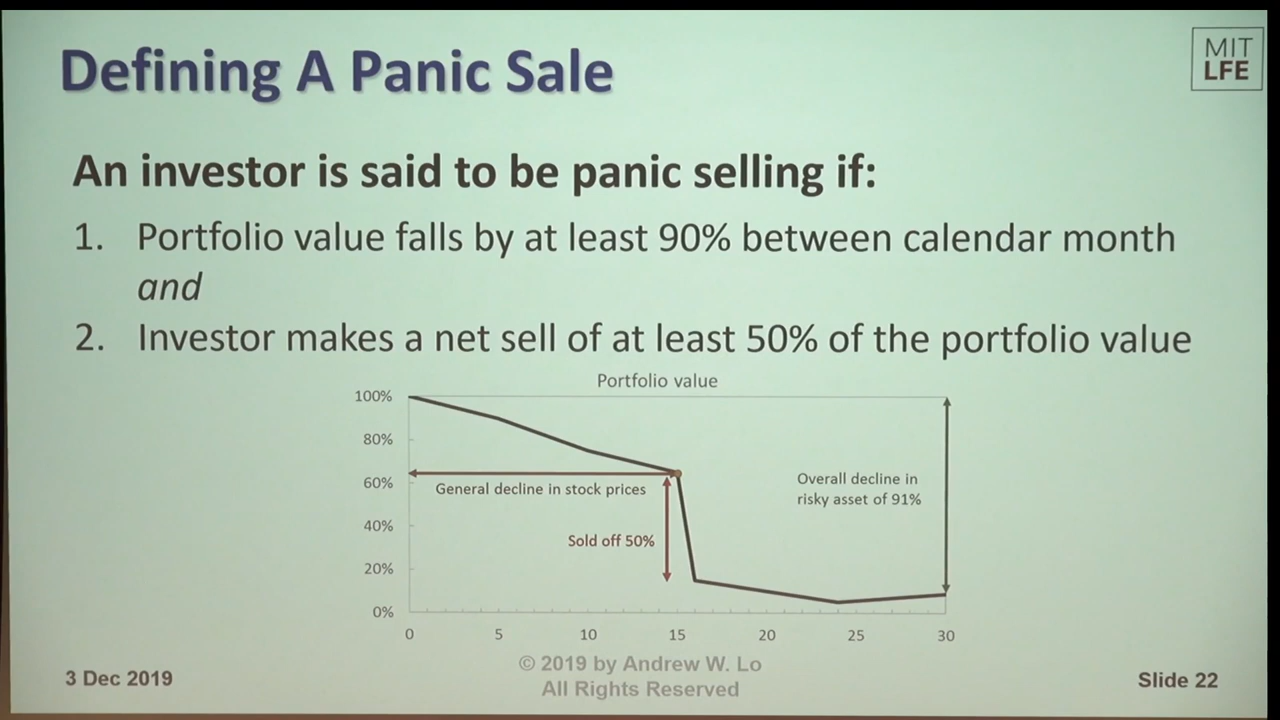 Defining A Panic Sale
MIT
LFE
An investor is said to be panic selling if:
1. Portfolio value falls by at least 90% between calendar month
and
2. Investor makes a net sell of at least 50% of the portfolio value
Portfolio value
100%
80%
60%
40%
20%
0%
General decline in stock prices
Sold off 50%
Overall decline in
risky asset of 91%
0 5 10 15 20 25 30
3 Dec 2019
© 2019 by Andrew W. Lo
All Rights Reserved
Slide 22